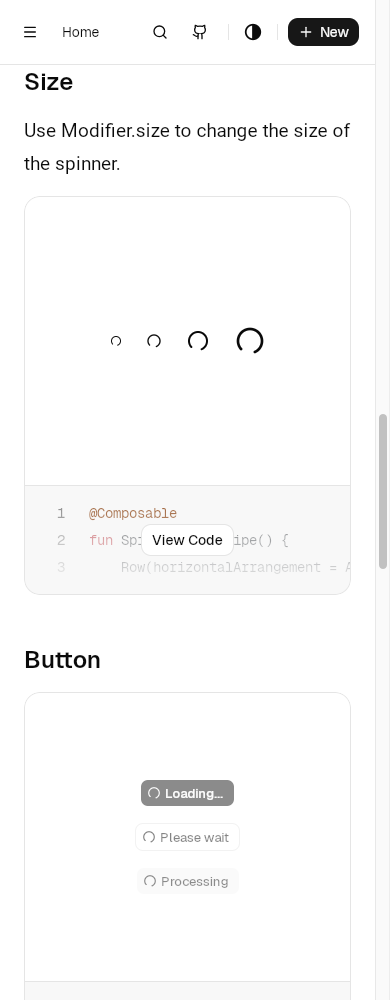 Home
New
Size
Use Modifier.size to change the size of
the spinner.
1 @Composable
2 fun ipe() {
3 Row(horizontalArrangement =
View Code
Button
Loading...
Please wait
Processing